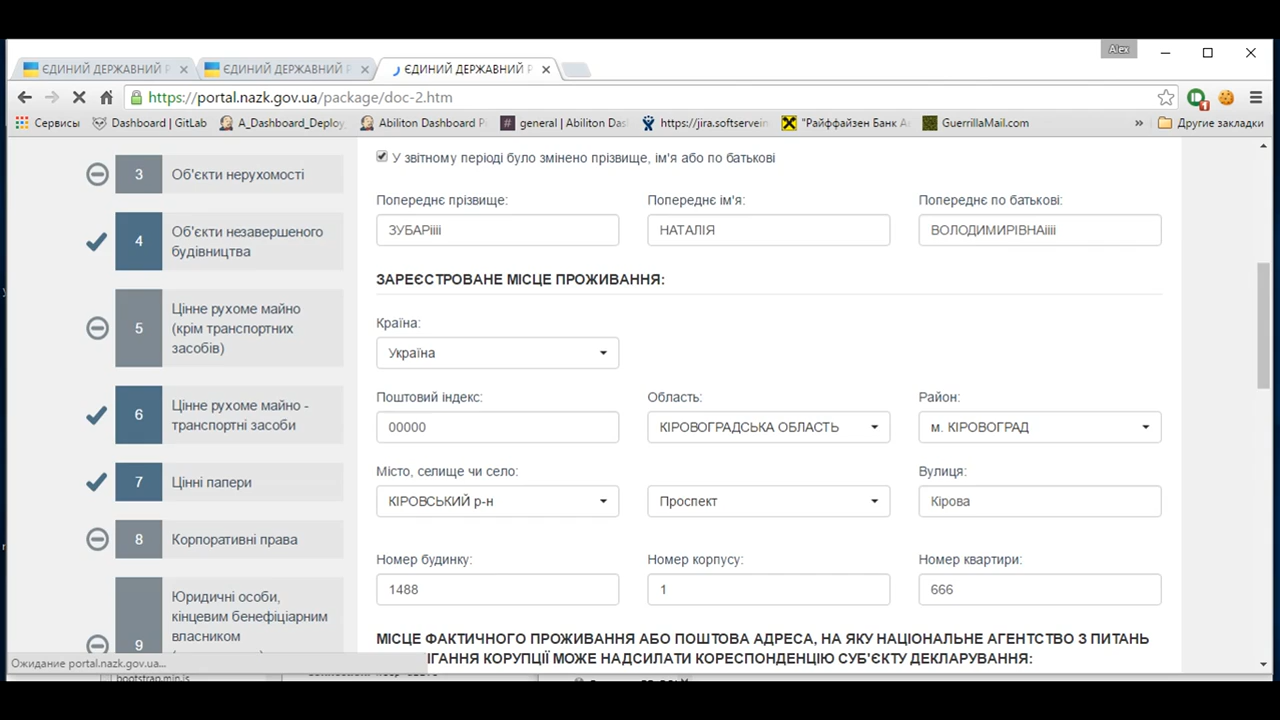 Alex
ЄДИНИЙ ДЕРЖАВНИЙ Р
ЄДИНИЙ ДЕРЖАВНИЙ Р
ЄДИНИЙ ДЕРЖАВНИЙ Р
https://portal.nazk.gov.ua/package/doc-2.htm
1
Сервисы
Dashboard | GitLab
A_Dashboard_Deploy
Abiliton Dashboard P
general | Abiliton Das
https://jira.softservein
"Райффайзен Банк А
GuerrillaMail.com
»
Другие закладки
3
Об'єкти нерухомості
4
Об'єкти незавершеного
будівництва
5
Цінне рухоме майно
(крім транспортних
засобів)
6
Цінне рухоме майно -
транспортні засоби
7
Цінні папери
8
Корпоративні права
9
Юридичні особи,
кінцевим бенефіціарним
власником
У звітному періоді було змінено прізвище, ім'я або по батькові
Попереднє прізвище:
Попереднє ім'я:
Попереднє по батькові:
ЗУБАРіііі
НАТАЛІЯ
ВОЛОДИМИРІВНАіііі
ЗАРЕЄСТРОВАНЕ МІСЦЕ ПРОЖИВАННЯ:
Країна:
Україна
Поштовий індекс:
Область:
Район:
00000
КІРОВОГРАДСЬКА ОБЛАСТЬ
м. КІРОВОГРАД
Місто, селище чи село:
Вулиця:
КІРОВСЬКИЙ р-н
Проспект
Кірова
Номер будинку:
Номер корпусу:
Номер квартири:
1488
1
666
МІСЦЕ ФАКТИЧНОГО ПРОЖИВАННЯ АБО ПОШТОВА АДРЕСА, НА ЯКУ НАЦІОНАЛЬНЕ АГЕНТСТВО З ПИТАНЬ
ИГАННЯ КОРУПЦІЇ МОЖЕ НАДСИЛАТИ КОРЕСПОНДЕНЦІЮ СУБ'ЄКТУ ДЕКЛАРУВАННЯ:
Ожидание portal.nazk.gov.ua...
bootstrap.min.js